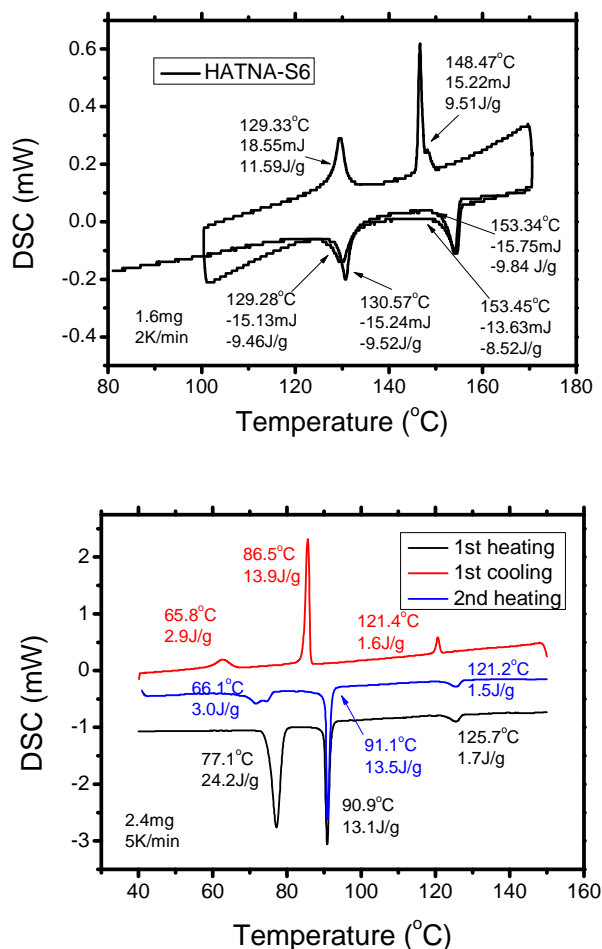 0.6
0.4
0.2
0.0
-0.2
-0.4
DSC (mW)
HATNA-S6
148.47°C
15.22mJ
9.51J/g
129.33°C
18.55mJ
11.59J/g
153.34°C
-15.75mJ
-9.84 J/g
129.28°C
-15.13mJ
-9.46J/g
130.57°C
-15.24mJ
-9.52J/g
153.45°C
-13.63mJ
-8.52J/g
1.6mg
2K/min
80 100 120 140 160 180
Temperature (°C)
2
1
0
-1
-2
-3
DSC (mW)
1st heating
1st cooling
2nd heating
86.5°C
13.9J/g
65.8°C
2.9J/g
121.4°C
1.6J/g
66.1°C
3.0J/g
121.2°C
1.5J/g
77.1°C
24.2J/g
91.1°C
13.5J/g
125.7°C
1.7J/g
90.9°C
13.1J/g
2.4mg
5K/min
40 60 80 100 120 140 160
Temperature (°C)